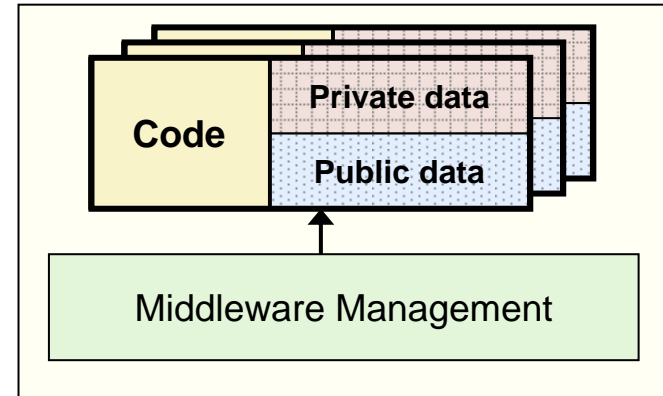 Private data
Code
Public data
Middleware Management